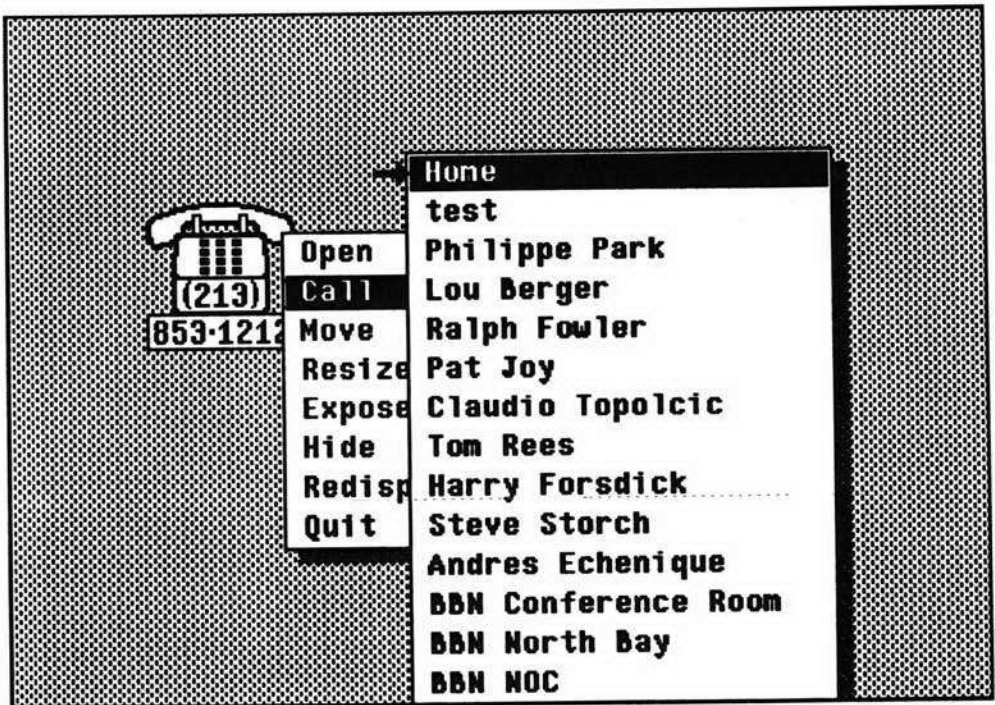 (213)
853·1212
Open
Call
Move
Resize
Expose
Hide
Redisp
Quit
Home
test
Philippe Park
Lou Berger
Ralph Fowler
Pat Joy
Claudio Topolcic
Tom Rees
Harry Forsdick
Steve Storch
Andres Echenique
BBN Conference Room
BBN North Bay
BBN NOC